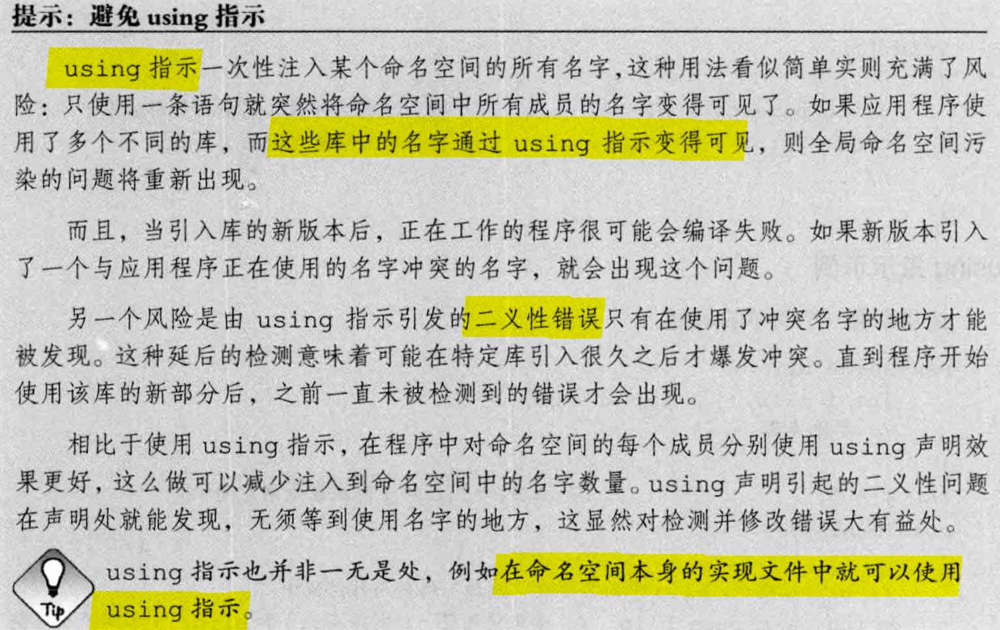 提示：避免 using 指示
using 指示一次性注入某个命名空间的所有名字，这种用法看似简单实则充满了风
险：只使用一条语句就突然将命名空间中所有成员的名字变得可见了。如果应用程序使
用了多个不同的库，而这些库中的名字通过 using 指示变得可见，则全局命名空间污
染的问题将重新出现。
而且，当引入库的新版本后，正在工作的程序很可能会编译失败。如果新版本引入
了一个与应用程序正在使用的名字冲突的名字，就会出现这个问题。
另一个风险是由 using 指示引发的二义性错误只有在使用了冲突名字的地方才能
被发现。这种延后的检测意味着可能在特定库引入很久之后才爆发冲突。直到程序开始
使用该库的新部分后，之前一直未被检测到的错误才会出现。
相比于使用 using 指示，在程序中对命名空间的每个成员分别使用 using 声明效
果更好，这么做可以减少注入到命名空间中的名字数量。using 声明引起的二义性问题
在声明处就能发现，无须等到使用名字的地方，这显然对检测并修改错误大有益处。
using 指示也并非一无是处，例如在命名空间本身的实现文件中就可以使用
Tip using 指示。